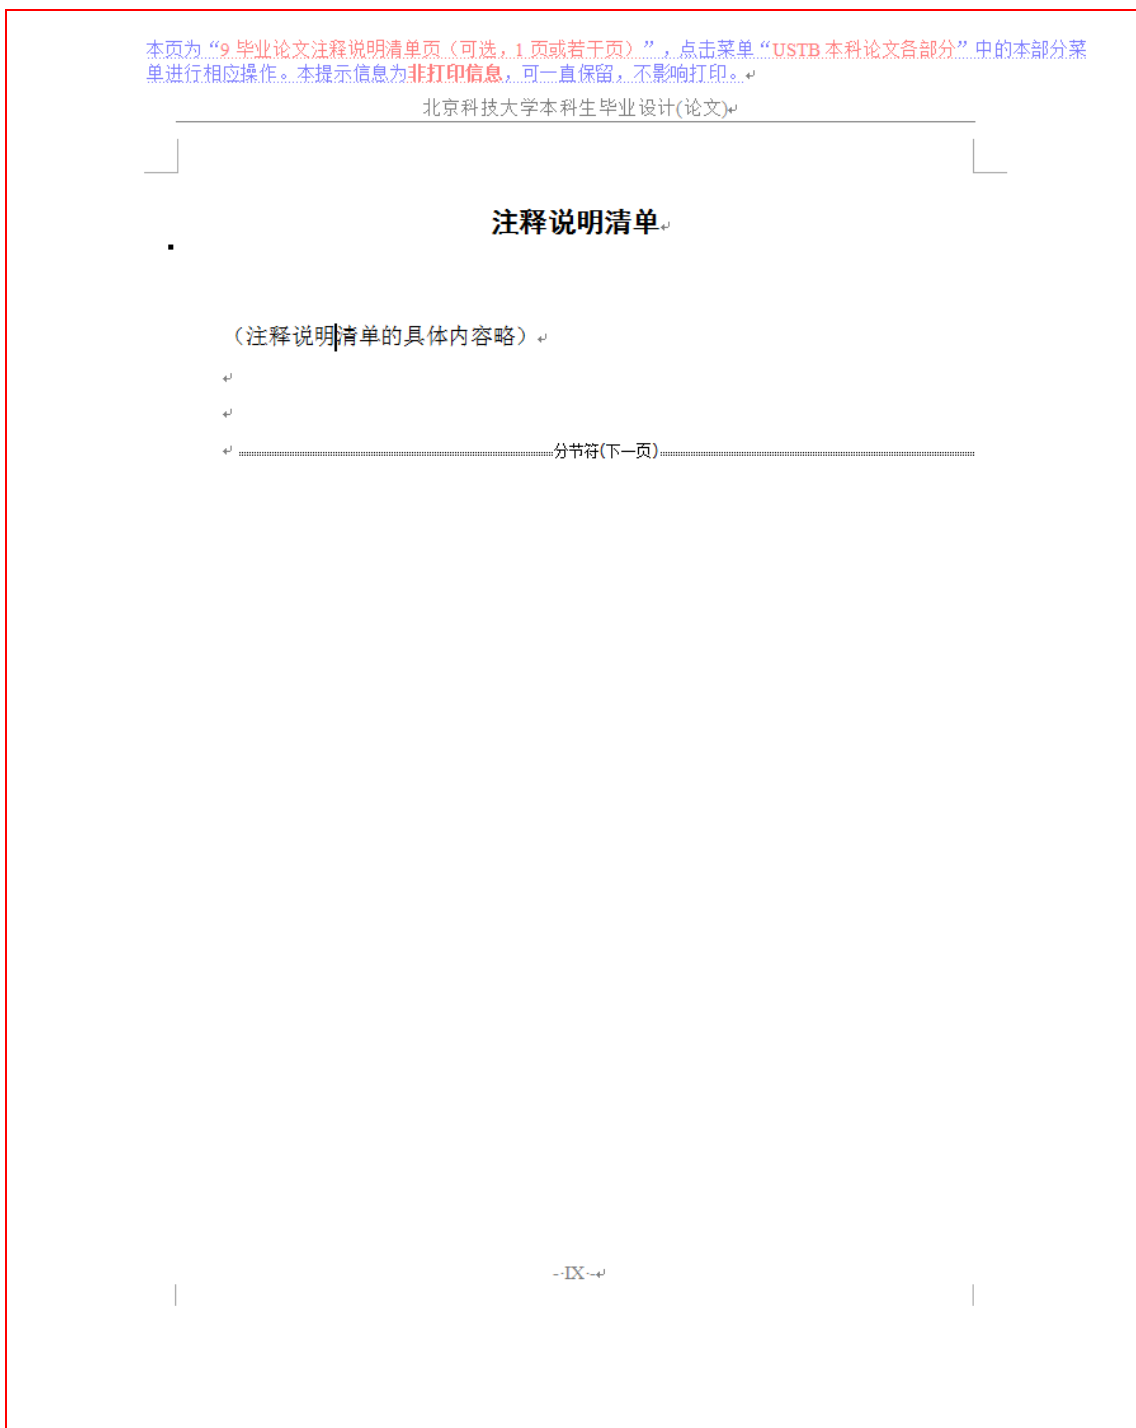 本页为“9 毕业论文注释说明清单页（可选，1 页或若干页）”，点击菜单“USTB 本科论文各部分”中的本部分菜
单进行相应操作。本提示信息为非打印信息，可一直保留，不影响打印。
北京科技大学本科生毕业设计(论文)
注释说明清单
（注释说明清单的具体内容略）
分节符(下一页)
- IX -